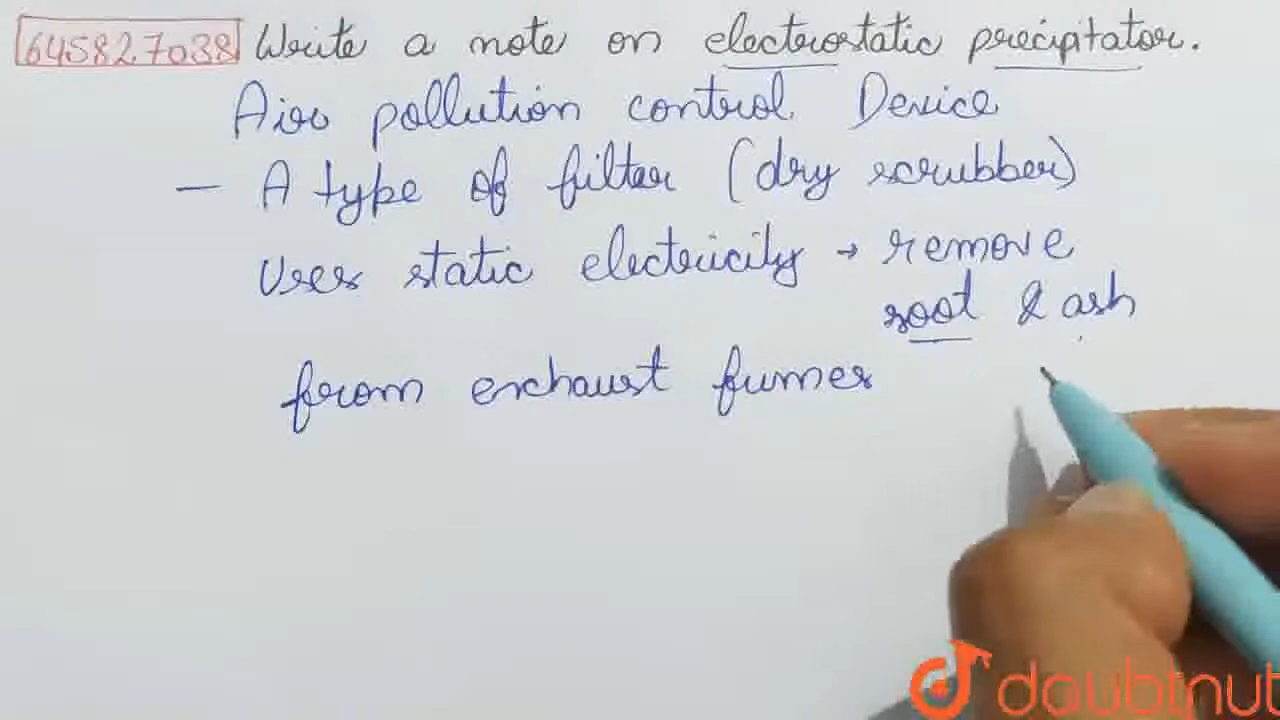 645827038 Write a note on electrostatic precipitator.
Air pollution control Device
— A type of filter (dry scrubber)
Uses static electricity → remove
soot & ash
from exhaust fumes
doubtnut